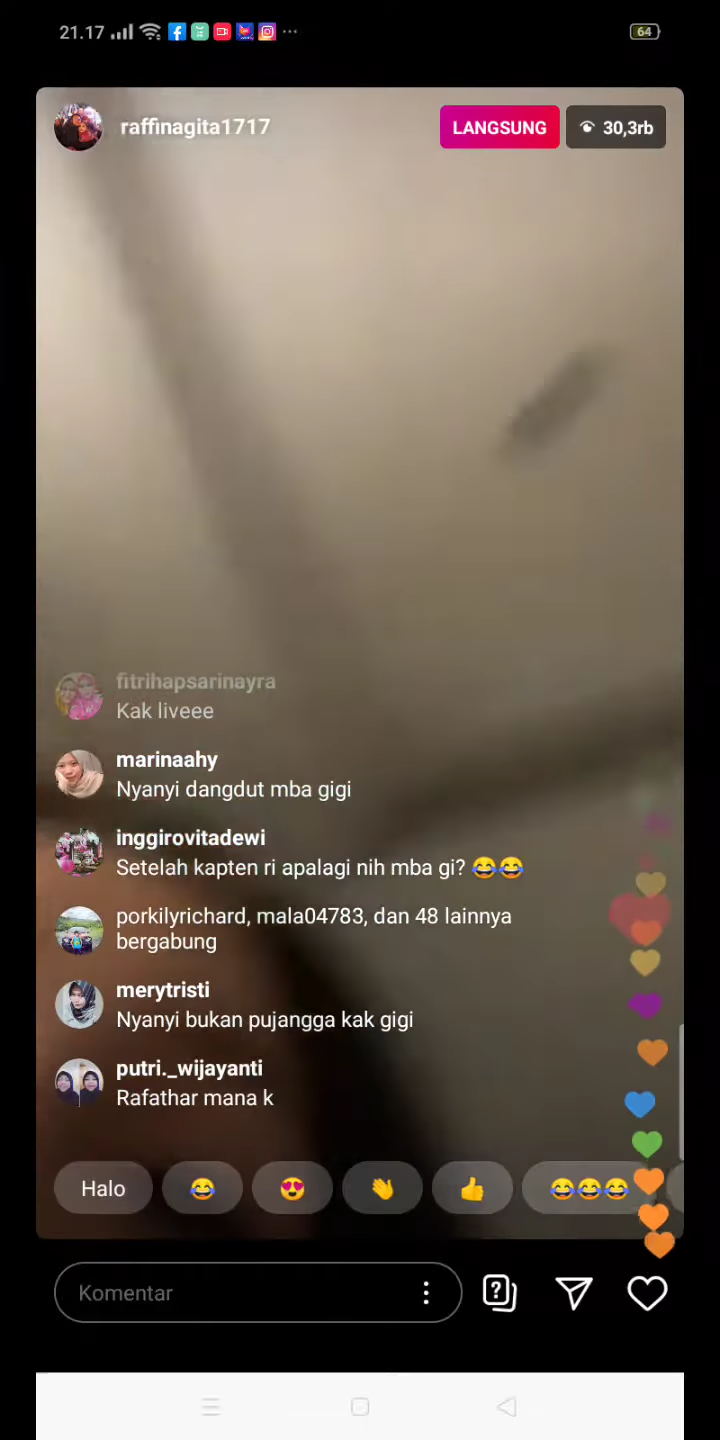 21.17
64
raffinagita1717
LANGSUNG
30,3rb
fitrihapsarinayra
Kak liveee
marinaahy
Nyanyi dangdut mba gigi
inggirovitadewi
Setelah kapten ri apalagi nih mba gi? 😂😂
porkilyrichard, mala04783, dan 48 lainnya
bergabung
merytristi
Nyanyi bukan pujangga kak gigi
putri._wijayanti
Rafathar mana k
Halo 😂 😍 👏 👍 😂😂😂
Komentar